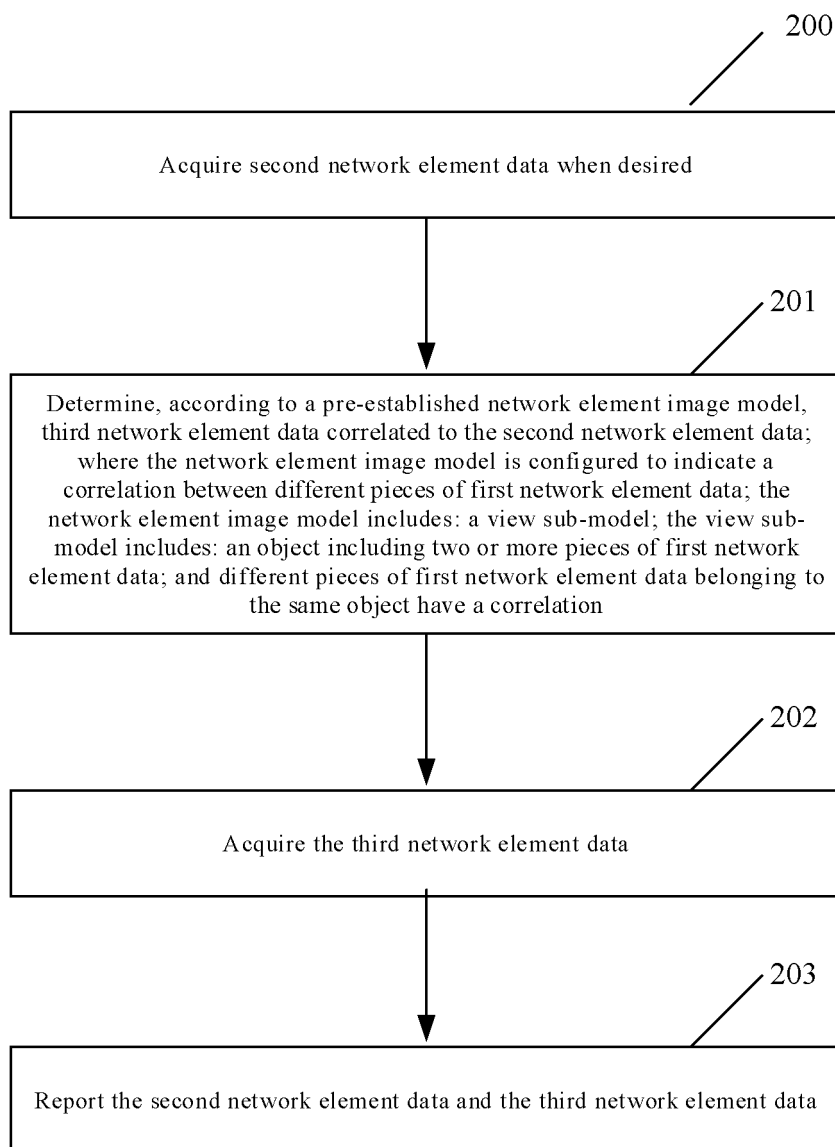 200
Acquire second network element data when desired
201
Determine, according to a pre-established network element image model,
third network element data correlated to the second network element data;
where the network element image model is configured to indicate a
correlation between different pieces of first network element data; the
network element image model includes: a view sub-model; the view sub-
model includes: an object including two or more pieces of first network
element data; and different pieces of first network element data belonging to
the same object have a correlation
202
Acquire the third network element data
203
Report the second network element data and the third network element data